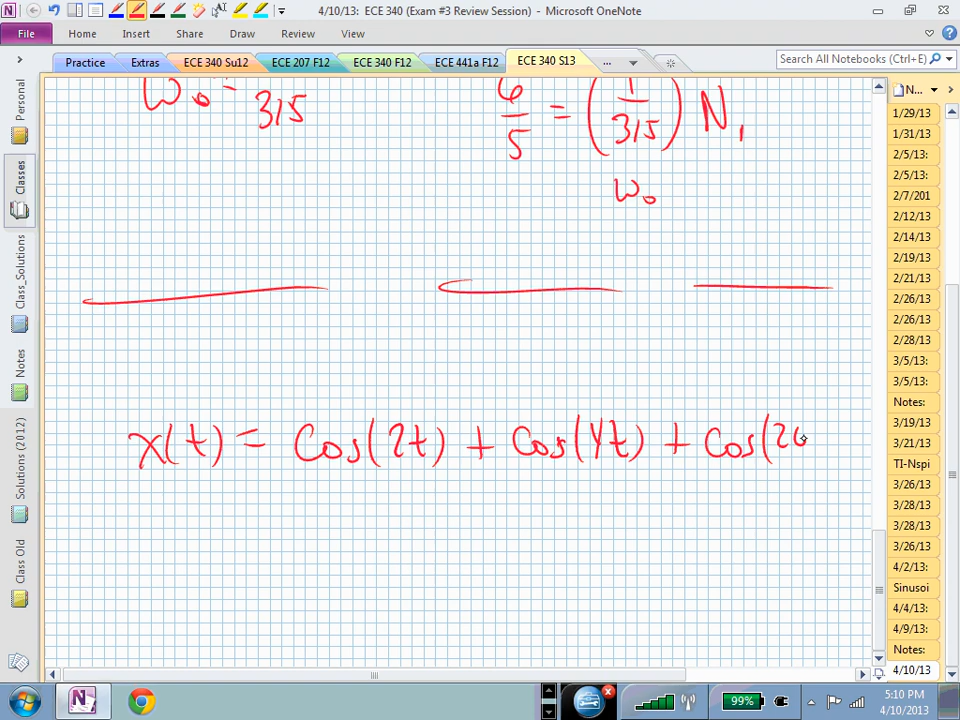 4/10/13: ECE 340 (Exam #3 Review Session) - Microsoft OneNote
File Home Insert Share Draw Review View
Practice Extras ECE 340 Su12 ECE 207 F12 ECE 340 F12 ECE 441a F12 ECE 340 S13 ... Search All Notebooks (Ctrl+E)
Personal
Classes
Class_Solutions
Notes
Solutions (2012)
Class Old
W₀ = 315
6/5 = (1/315) N₁
W₀
x(t) = Cos(2t) + Cos(4t) + Cos(20
N...
1/29/13
1/31/13
2/5/13:
2/5/13:
2/7/201
2/12/13
2/14/13
2/19/13
2/21/13
2/26/13
2/26/13
2/28/13
3/5/13:
3/5/13:
Notes:
3/19/13
3/21/13
TI-Nspi
3/26/13
3/28/13
3/28/13
3/26/13
4/2/13:
Sinusoi
4/4/13:
4/9/13:
Notes:
4/10/13
99%
5:10 PM
4/10/2013